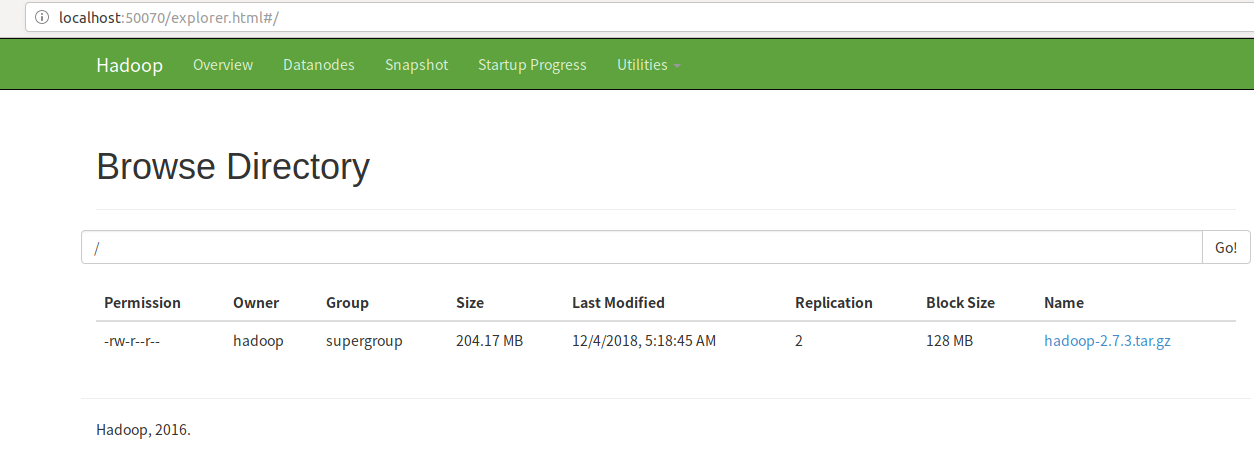 localhost:50070/explorer.html#/
Hadoop Overview Datanodes Snapshot Startup Progress Utilities
Browse Directory
/ Go!
Permission Owner Group Size Last Modified Replication Block Size Name
-rw-r--r-- hadoop supergroup 204.17 MB 12/4/2018, 5:18:45 AM 2 128 MB hadoop-2.7.3.tar.gz
Hadoop, 2016.